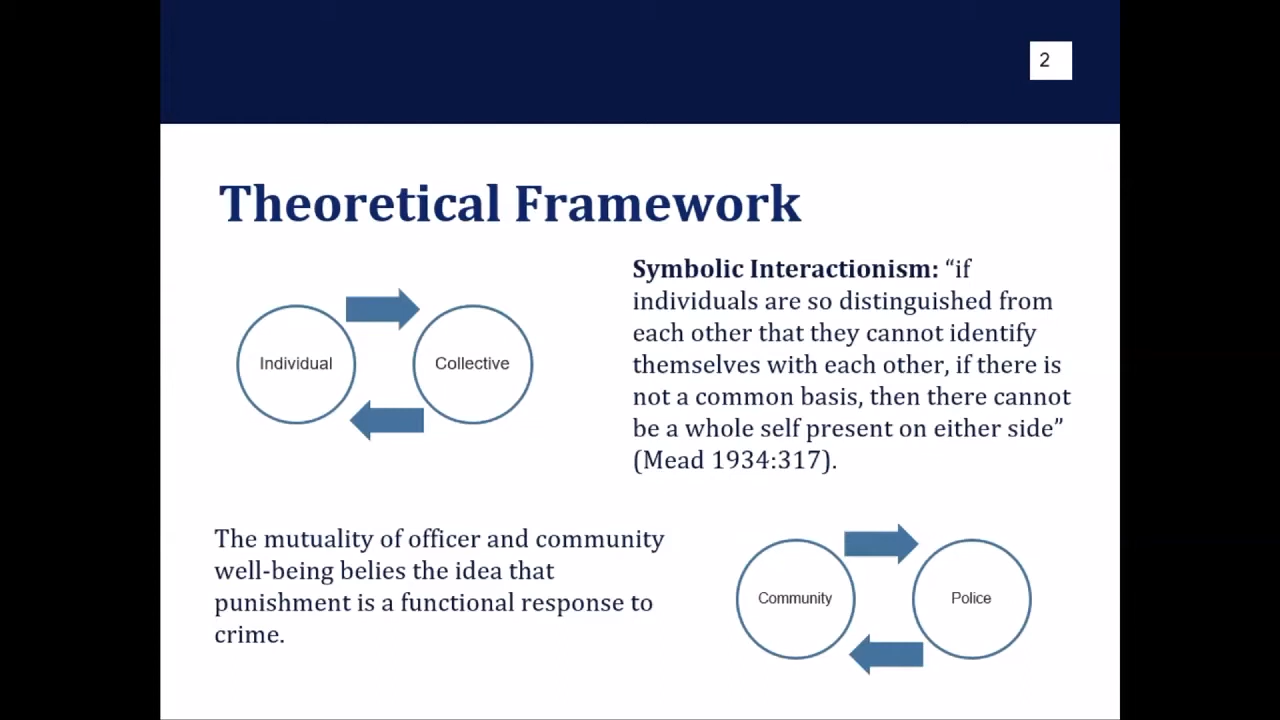 2
Theoretical Framework
Individual
Collective
Symbolic Interactionism: “if
individuals are so distinguished from
each other that they cannot identify
themselves with each other, if there is
not a common basis, then there cannot
be a whole self present on either side”
(Mead 1934:317).
The mutuality of officer and community
well-being belies the idea that
punishment is a functional response to
crime.
Community
Police